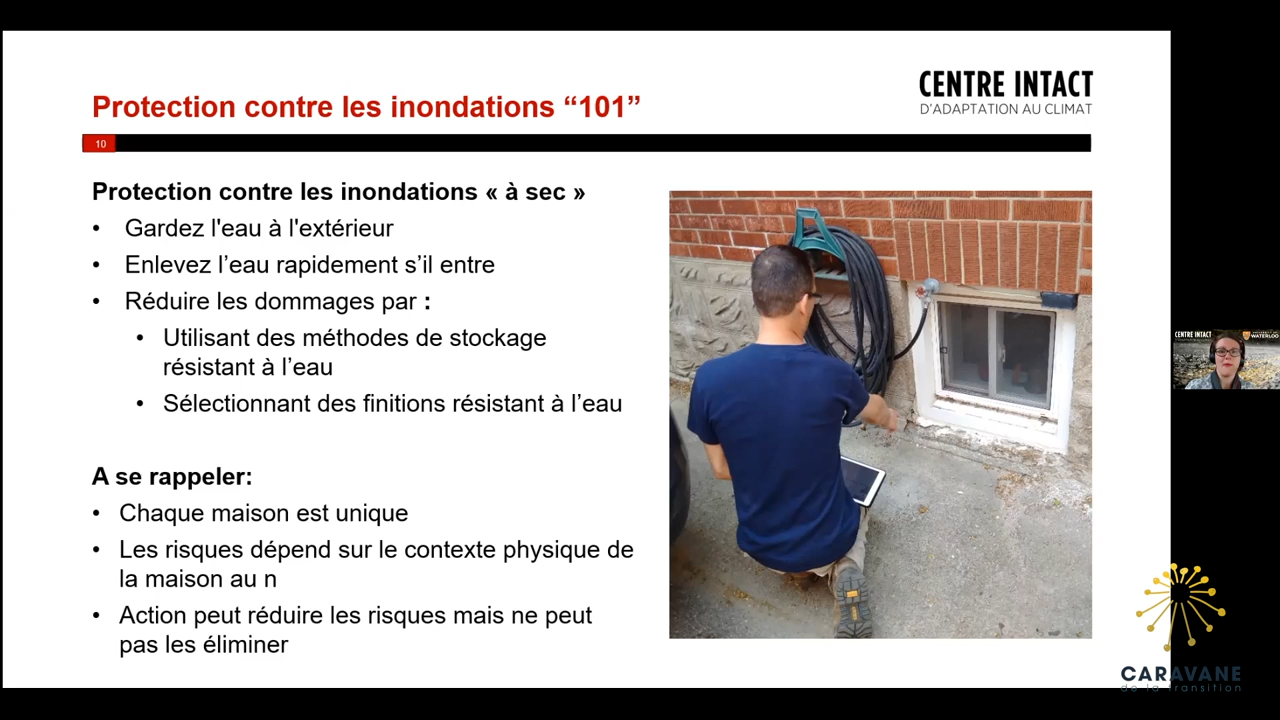 CENTRE INTACT
D'ADAPTATION AU CLIMAT
Protection contre les inondations “101”
10
Protection contre les inondations « à sec »
• Gardez l'eau à l'extérieur
• Enlevez l’eau rapidement s’il entre
• Réduire les dommages par :
• Utilisant des méthodes de stockage
résistant à l’eau
• Sélectionnant des finitions résistant à l’eau
A se rappeler:
• Chaque maison est unique
• Les risques dépend sur le contexte physique de
la maison au n
• Action peut réduire les risques mais ne peut
pas les éliminer
CENTRE INTACT
WATERLOO
CARAVANE
de la transition